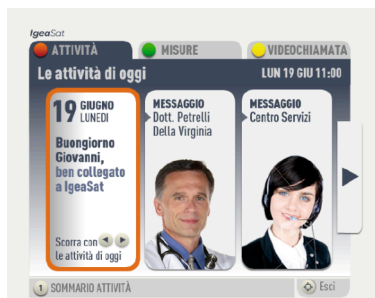 IgeaSat
ATTIVITÀ
MISURE
VIDEOCHIAMATA
Le attività di oggi
LUN 19 GIU 11:00
19 GIUGNO
LUNEDI
Buongiorno
Giovanni,
ben collegato
a IgeaSat
Scorra con
le attività di oggi
MESSAGGIO
Dott. Petrelli
Della Virginia
MESSAGGIO
Centro Servizi
1 SOMMARIO ATTIVITÀ
Esci